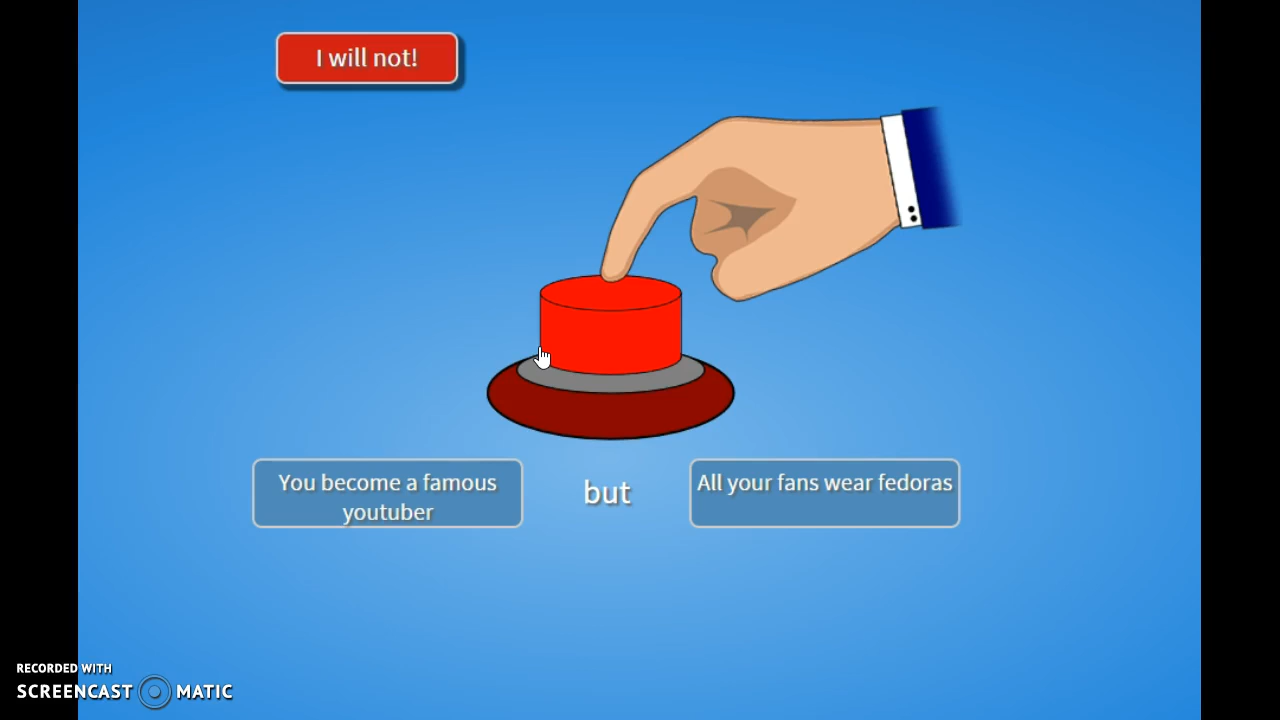 I will not!
You become a famous
youtuber
but
All your fans wear fedoras
RECORDED WITH
SCREENCAST MATIC